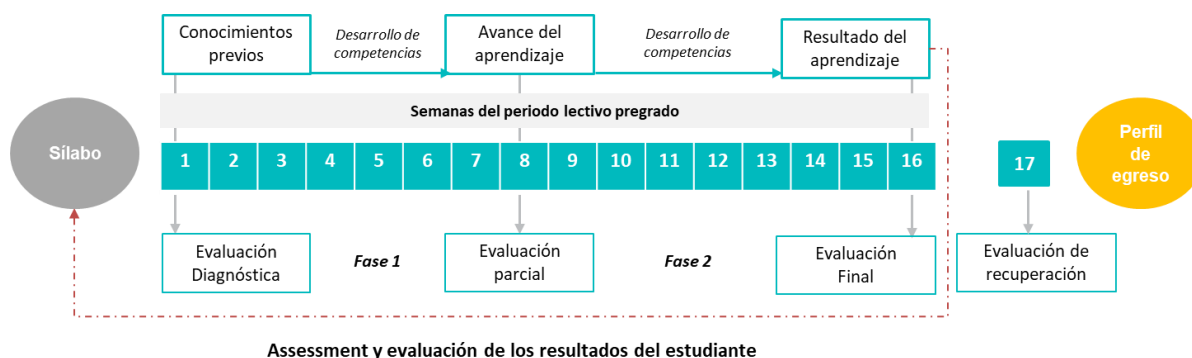 Conocimientos
previos
Desarrollo de
competencias
Avance del
aprendizaje
Desarrollo de
competencias
Resultado del
aprendizaje
Semanas del periodo lectivo pregrado
Sílabo
1 2 3 4 5 6 7 8 9 10 11 12 13 14 15 16
17
Perfil
de
egreso
Evaluación
Diagnóstica
Fase 1
Evaluación
parcial
Fase 2
Evaluación
Final
Evaluación de
recuperación
Assessment y evaluación de los resultados del estudiante